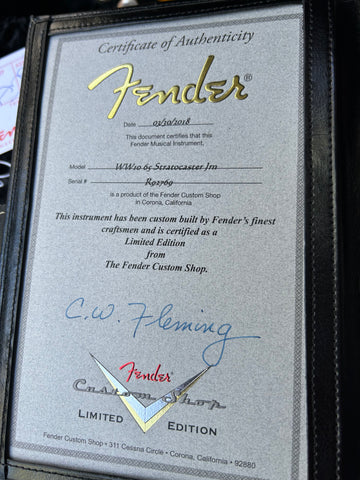 Certificate of Authenticity
Fender®
Date 03/30/2018
This document certifies that this
Fender Musical Instrument.
Model WW10 65 Stratocaster Jrn
Serial # R92769
is a product of the Fender Custom Shop
in Corona, California
This instrument has been custom built by Fender's finest
craftsmen and is certified as a
Limited Edition
from
The Fender Custom Shop.
C.W. Fleming
Fender
Custom Shop
LIMITED EDITION
Fender Custom Shop • 311 Cessna Circle • Corona, California • 92880